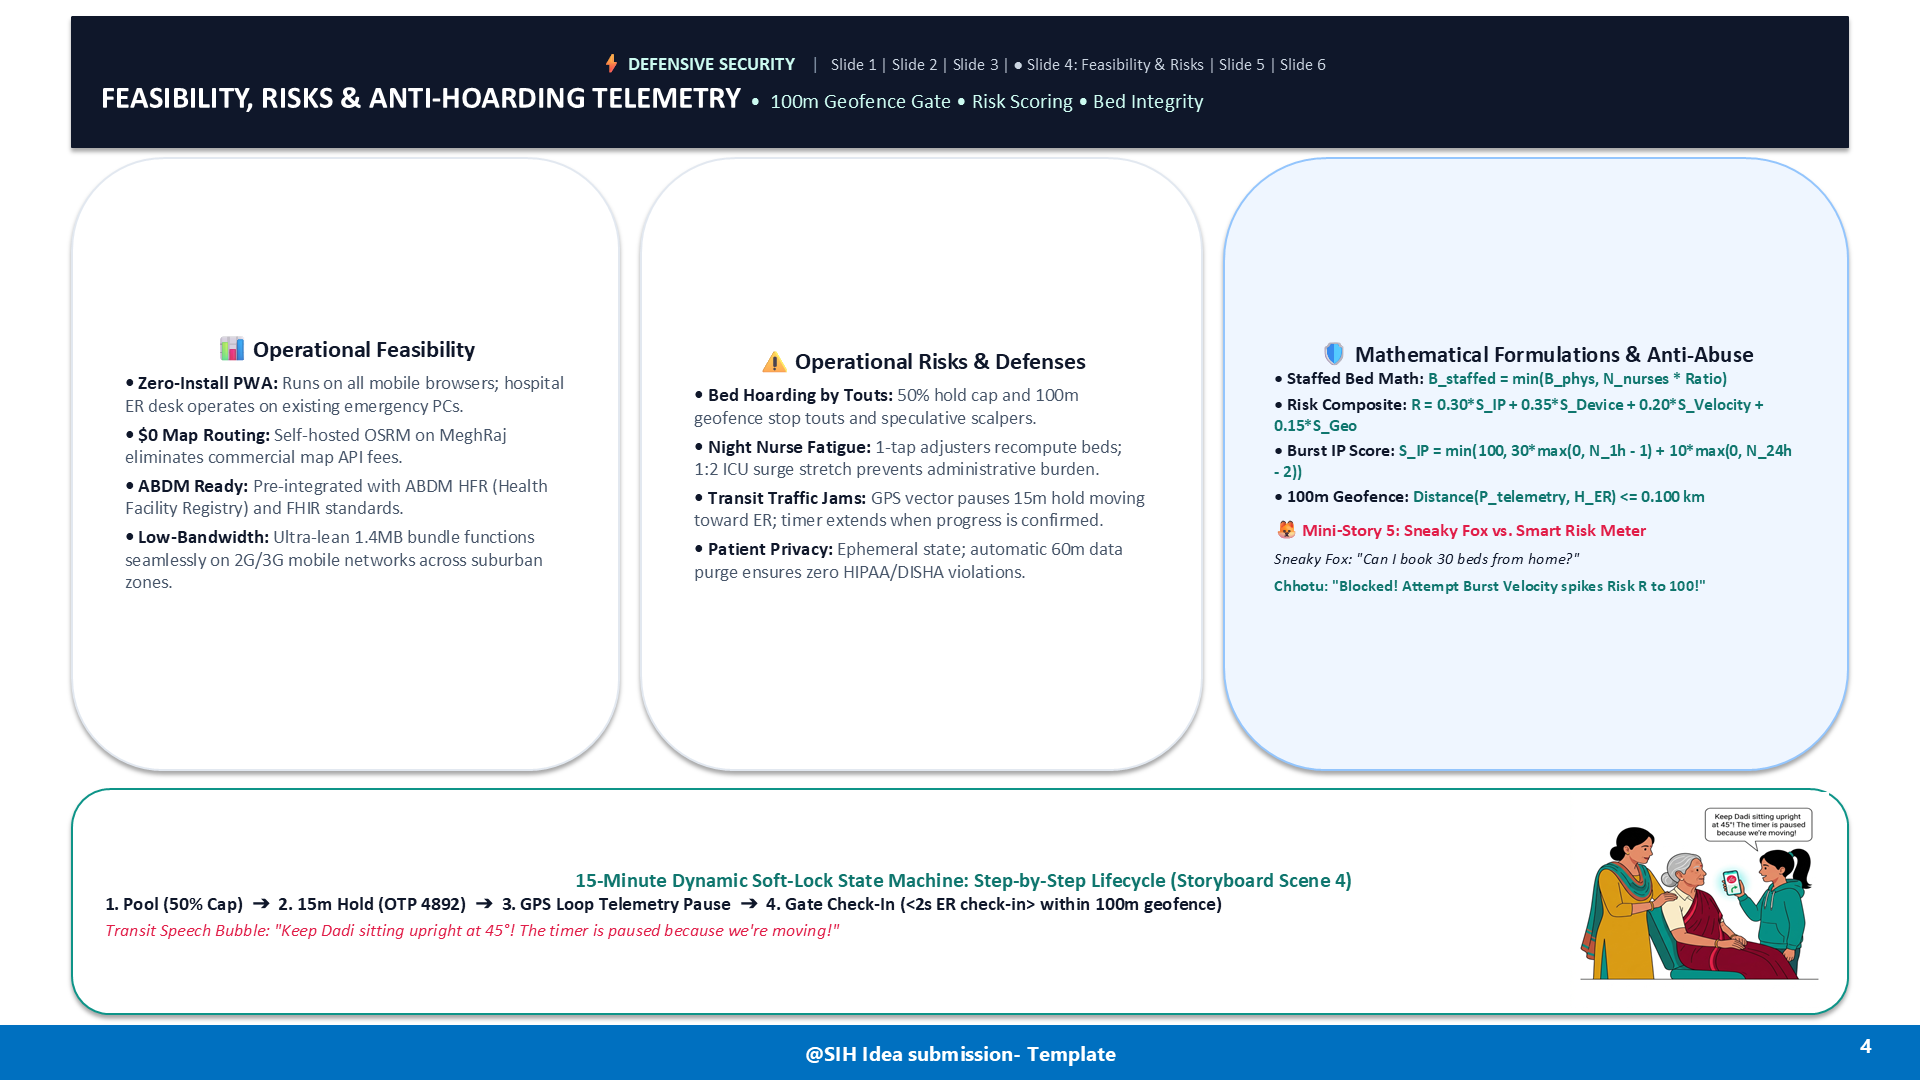 ⚡ DEFENSIVE SECURITY | Slide 1 | Slide 2 | Slide 3 | ● Slide 4: Feasibility & Risks | Slide 5 | Slide 6
FEASIBILITY, RISKS & ANTI-HOARDING TELEMETRY • 100m Geofence Gate • Risk Scoring • Bed Integrity
📊 Operational Feasibility
• Zero-Install PWA: Runs on all mobile browsers; hospital
ER desk operates on existing emergency PCs.
• $0 Map Routing: Self-hosted OSRM on MeghRaj
eliminates commercial map API fees.
• ABDM Ready: Pre-integrated with ABDM HFR (Health
Facility Registry) and FHIR standards.
• Low-Bandwidth: Ultra-lean 1.4MB bundle functions
seamlessly on 2G/3G mobile networks across suburban
zones.
⚠️ Operational Risks & Defenses
• Bed Hoarding by Touts: 50% hold cap and 100m
geofence stop touts and speculative scalpers.
• Night Nurse Fatigue: 1-tap adjusters recompute beds;
1:2 ICU surge stretch prevents administrative burden.
• Transit Traffic Jams: GPS vector pauses 15m hold moving
toward ER; timer extends when progress is confirmed.
• Patient Privacy: Ephemeral state; automatic 60m data
purge ensures zero HIPAA/DISHA violations.
🛡️ Mathematical Formulations & Anti-Abuse
• Staffed Bed Math: B_staffed = min(B_phys, N_nurses * Ratio)
• Risk Composite: R = 0.30*S_IP + 0.35*S_Device + 0.20*S_Velocity +
0.15*S_Geo
• Burst IP Score: S_IP = min(100, 30*max(0, N_1h - 1) + 10*max(0, N_24h
- 2))
• 100m Geofence: Distance(P_telemetry, H_ER) <= 0.100 km
🦊 Mini-Story 5: Sneaky Fox vs. Smart Risk Meter
Sneaky Fox: "Can I book 30 beds from home?"
Chhotu: "Blocked! Attempt Burst Velocity spikes Risk R to 100!"
15-Minute Dynamic Soft-Lock State Machine: Step-by-Step Lifecycle (Storyboard Scene 4)
1. Pool (50% Cap) ➔ 2. 15m Hold (OTP 4892) ➔ 3. GPS Loop Telemetry Pause ➔ 4. Gate Check-In (<2s ER check-in> within 100m geofence)
Transit Speech Bubble: "Keep Dadi sitting upright at 45°! The timer is paused because we're moving!"
Keep Dadi sitting upright
at 45°! The timer is paused
because we're moving!
@SIH Idea submission- Template
4